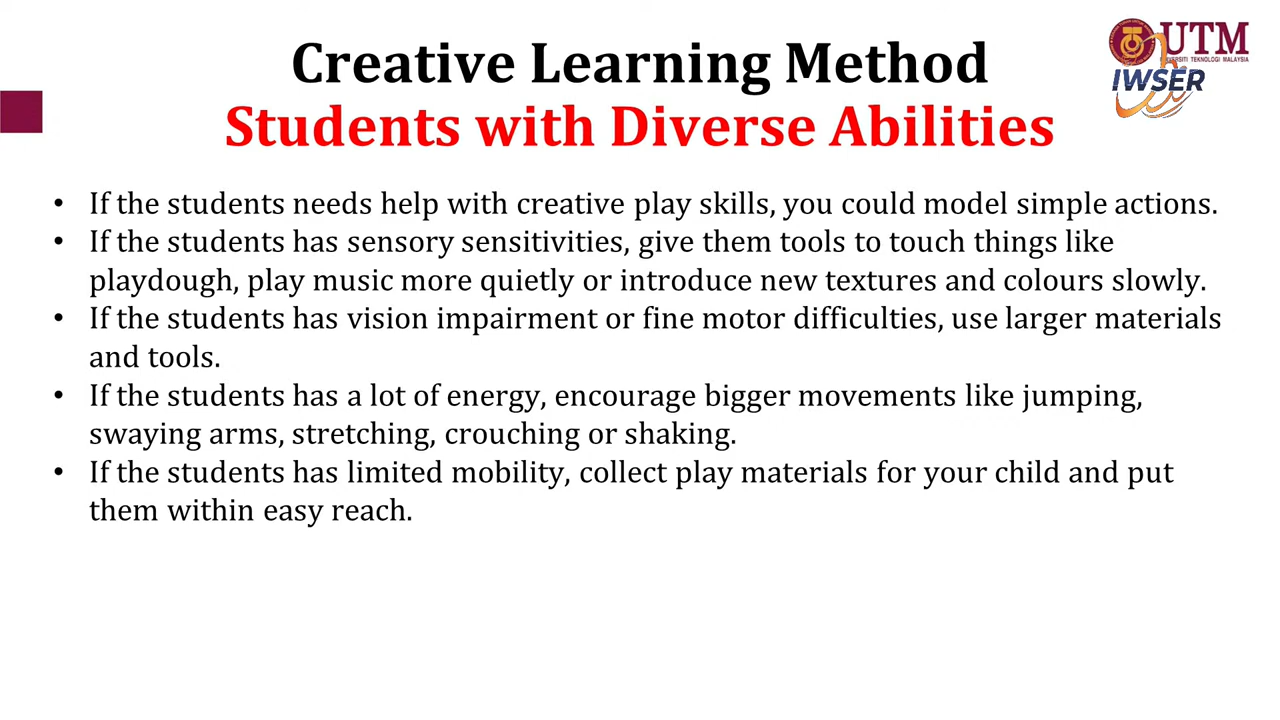 Creative Learning Method
Students with Diverse Abilities
UTM
UNIVERSITI TEKNOLOGI MALAYSIA
IWSER
• If the students needs help with creative play skills, you could model simple actions.
• If the students has sensory sensitivities, give them tools to touch things like
playdough, play music more quietly or introduce new textures and colours slowly.
• If the students has vision impairment or fine motor difficulties, use larger materials
and tools.
• If the students has a lot of energy, encourage bigger movements like jumping,
swaying arms, stretching, crouching or shaking.
• If the students has limited mobility, collect play materials for your child and put
them within easy reach.